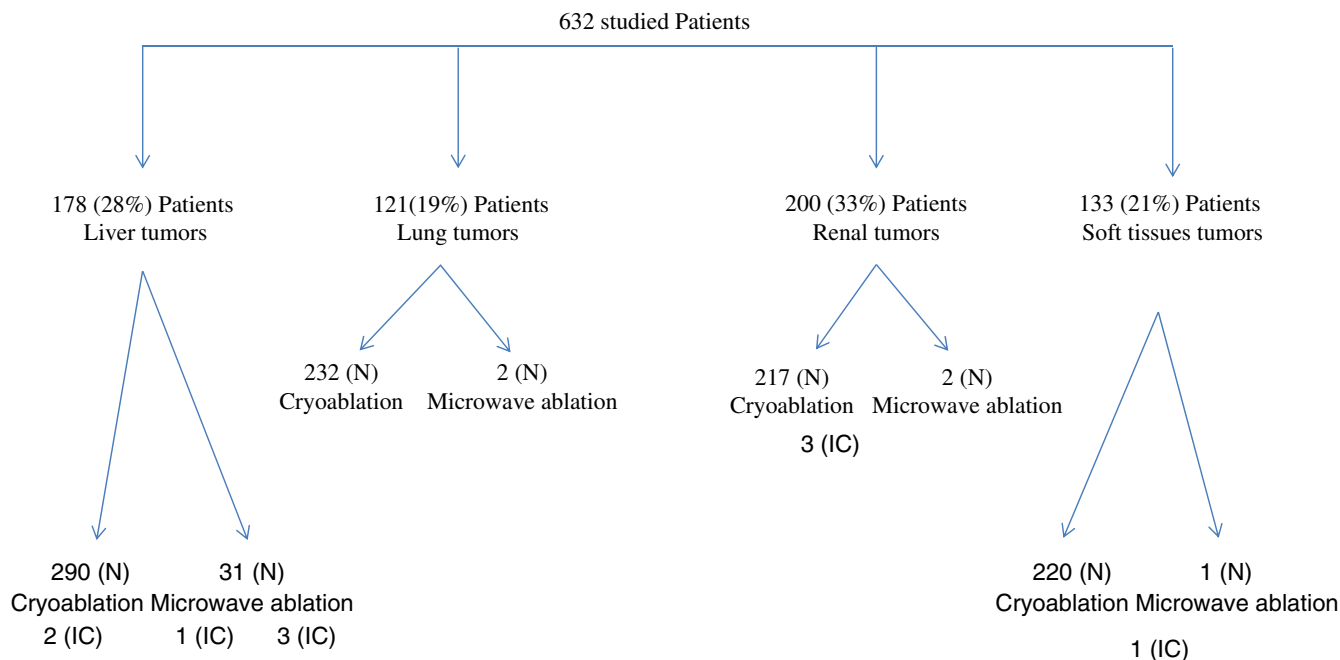 632 studied Patients
178 (28%) Patients
Liver tumors
121(19%) Patients
Lung tumors
200 (33%) Patients
Renal tumors
133 (21%) Patients
Soft tissues tumors
232 (N)
Cryoablation
2 (N)
Microwave ablation
217 (N)
Cryoablation
3 (IC)
2 (N)
Microwave ablation
290 (N)
Cryoablation
2 (IC)
31 (N)
Microwave ablation
1 (IC) 3 (IC)
220 (N)
Cryoablation
1 (N)
Microwave ablation
1 (IC)